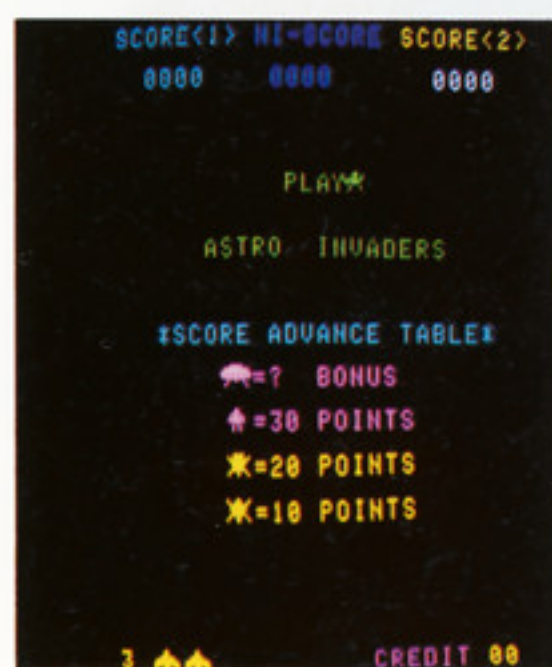 SCORE<1> HI-SCORE SCORE<2>
0000 0000 0000
PLAY
ASTRO INVADERS
*SCORE ADVANCE TABLE*
=? BONUS
=30 POINTS
=20 POINTS
=10 POINTS
3 CREDIT 00